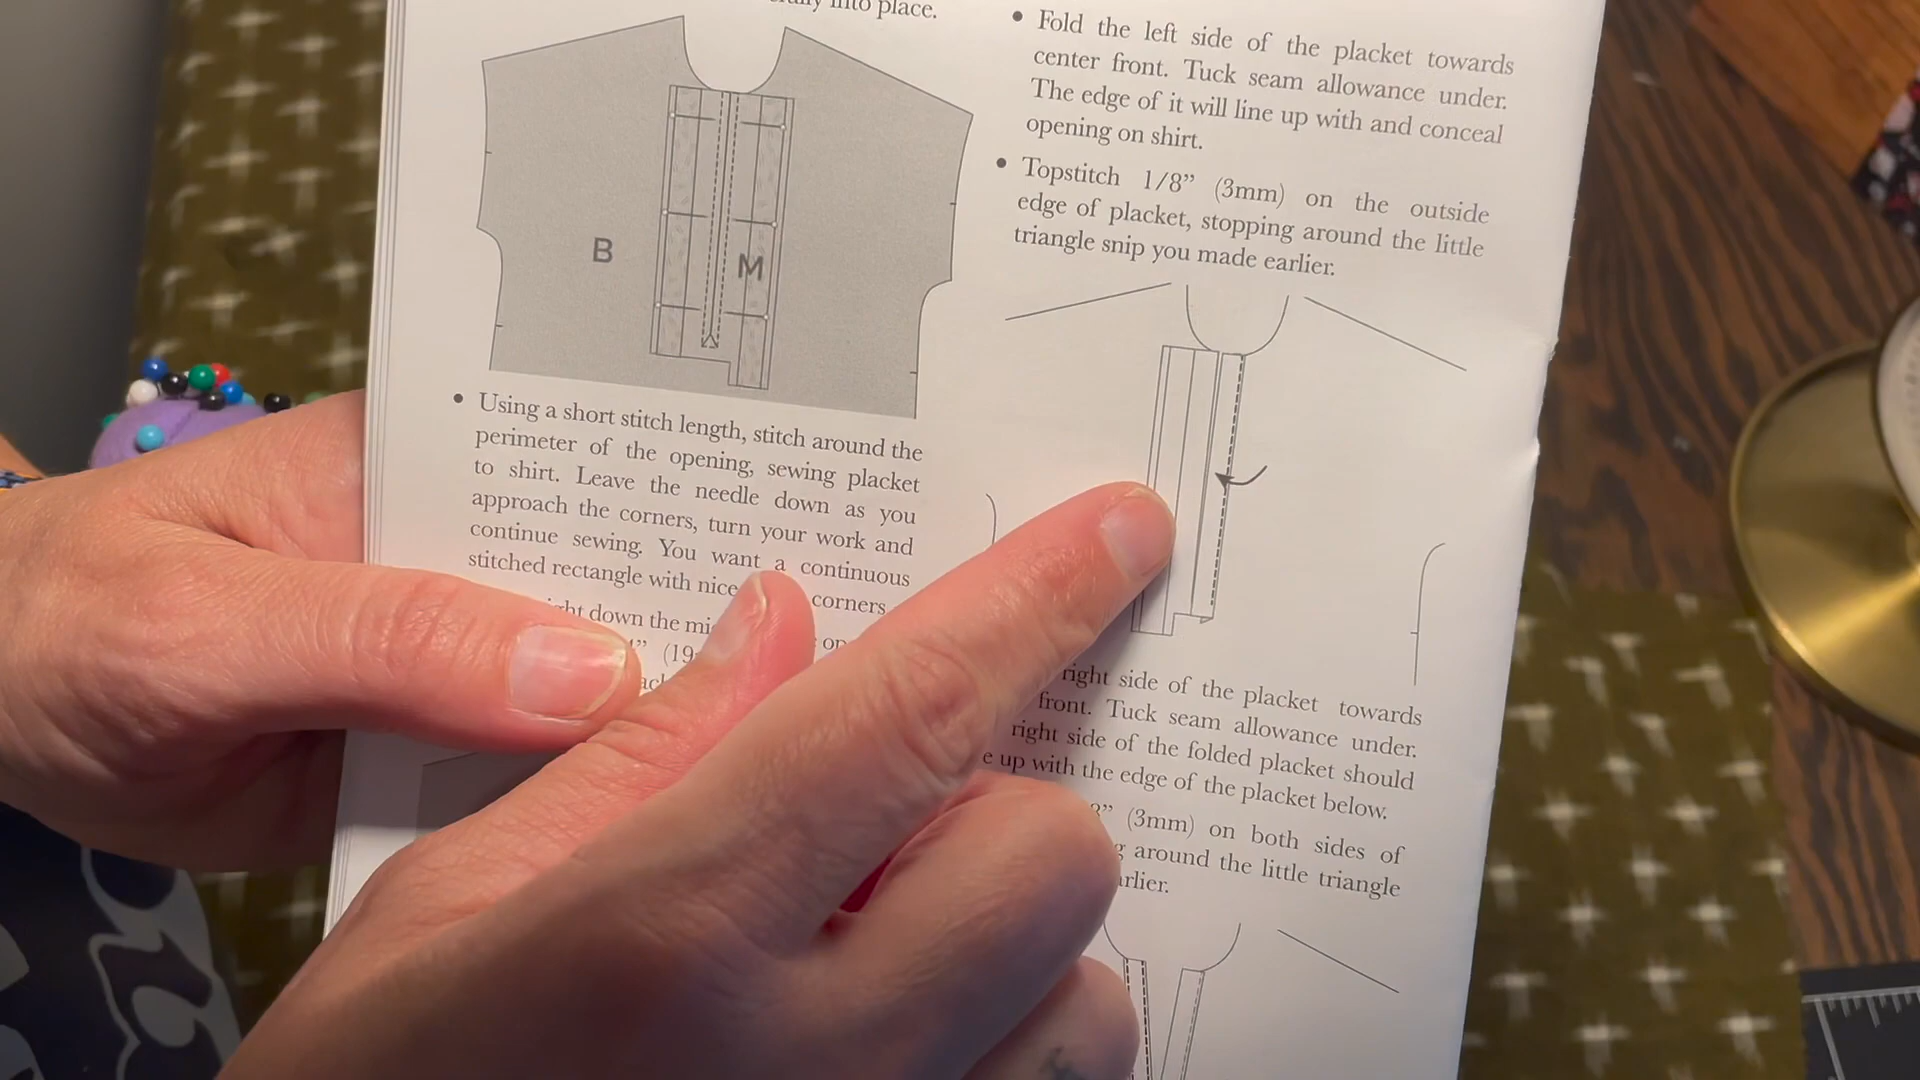 into place.
B
M
• Using a short stitch length, stitch around the
perimeter of the opening, sewing placket
to shirt. Leave the needle down as you
approach the corners, turn your work and
continue sewing. You want a continuous
stitched rectangle with nice corners
down the
(19
• Fold the left side of the placket towards
center front. Tuck seam allowance under.
The edge of it will line up with and conceal
opening on shirt.
• Topstitch 1/8” (3mm) on the outside
edge of placket, stopping around the little
triangle snip you made earlier.
right side of the placket towards
front. Tuck seam allowance under.
right side of the folded placket should
up with the edge of the placket below.
(3mm) on both sides of
around the little triangle